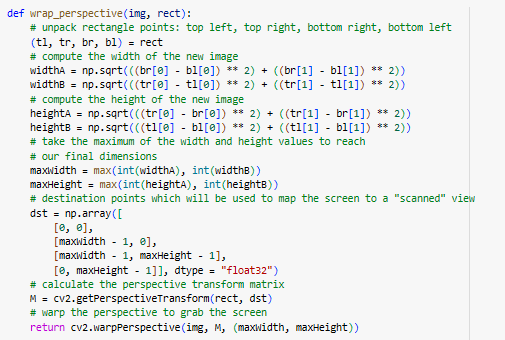 def wrap_perspective(img, rect):
    # unpack rectangle points: top left, top right, bottom right, bottom left
    (tl, tr, br, bl) = rect
    # compute the width of the new image
    widthA = np.sqrt(((br[0] - bl[0]) ** 2) + ((br[1] - bl[1]) ** 2))
    widthB = np.sqrt(((tr[0] - tl[0]) ** 2) + ((tr[1] - tl[1]) ** 2))
    # compute the height of the new image
    heightA = np.sqrt(((tr[0] - br[0]) ** 2) + ((tr[1] - br[1]) ** 2))
    heightB = np.sqrt(((tl[0] - bl[0]) ** 2) + ((tl[1] - bl[1]) ** 2))
    # take the maximum of the width and height values to reach
    # our final dimensions
    maxWidth = max(int(widthA), int(widthB))
    maxHeight = max(int(heightA), int(heightB))
    # destination points which will be used to map the screen to a "scanned" view
    dst = np.array([
        [0, 0],
        [maxWidth - 1, 0],
        [maxWidth - 1, maxHeight - 1],
        [0, maxHeight - 1]], dtype = "float32")
    # calculate the perspective transform matrix
    M = cv2.getPerspectiveTransform(rect, dst)
    # warp the perspective to grab the screen
    return cv2.warpPerspective(img, M, (maxWidth, maxHeight))